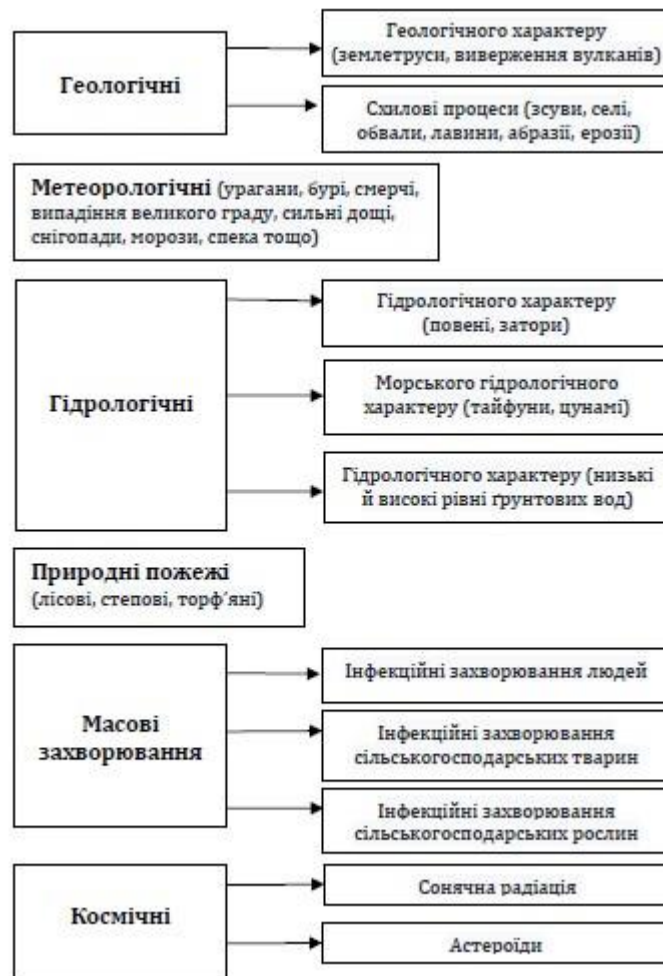 Геологічні
Геологічного характеру
(землетруси, виверження вулканів)
Схилові процеси (зсуви, селі,
обвали, лавини, абразії, ерозії)
Метеорологічні (урагани, бурі, смерчі,
випадіння великого граду, сильні дощі,
снігопади, морози, спека тощо)
Гідрологічні
Гідрологічного характеру
(повені, затори)
Морського гідрологічного
характеру (тайфуни, цунамі)
Гідрологічного характеру (низькі
й високі рівні ґрунтових вод)
Природні пожежі
(лісові, степові, торф'яні)
Масові
захворювання
Інфекційні захворювання людей
Інфекційні захворювання
сільськогосподарських тварин
Інфекційні захворювання
сільськогосподарських рослин
Космічні
Сонячна радіація
Астероїди